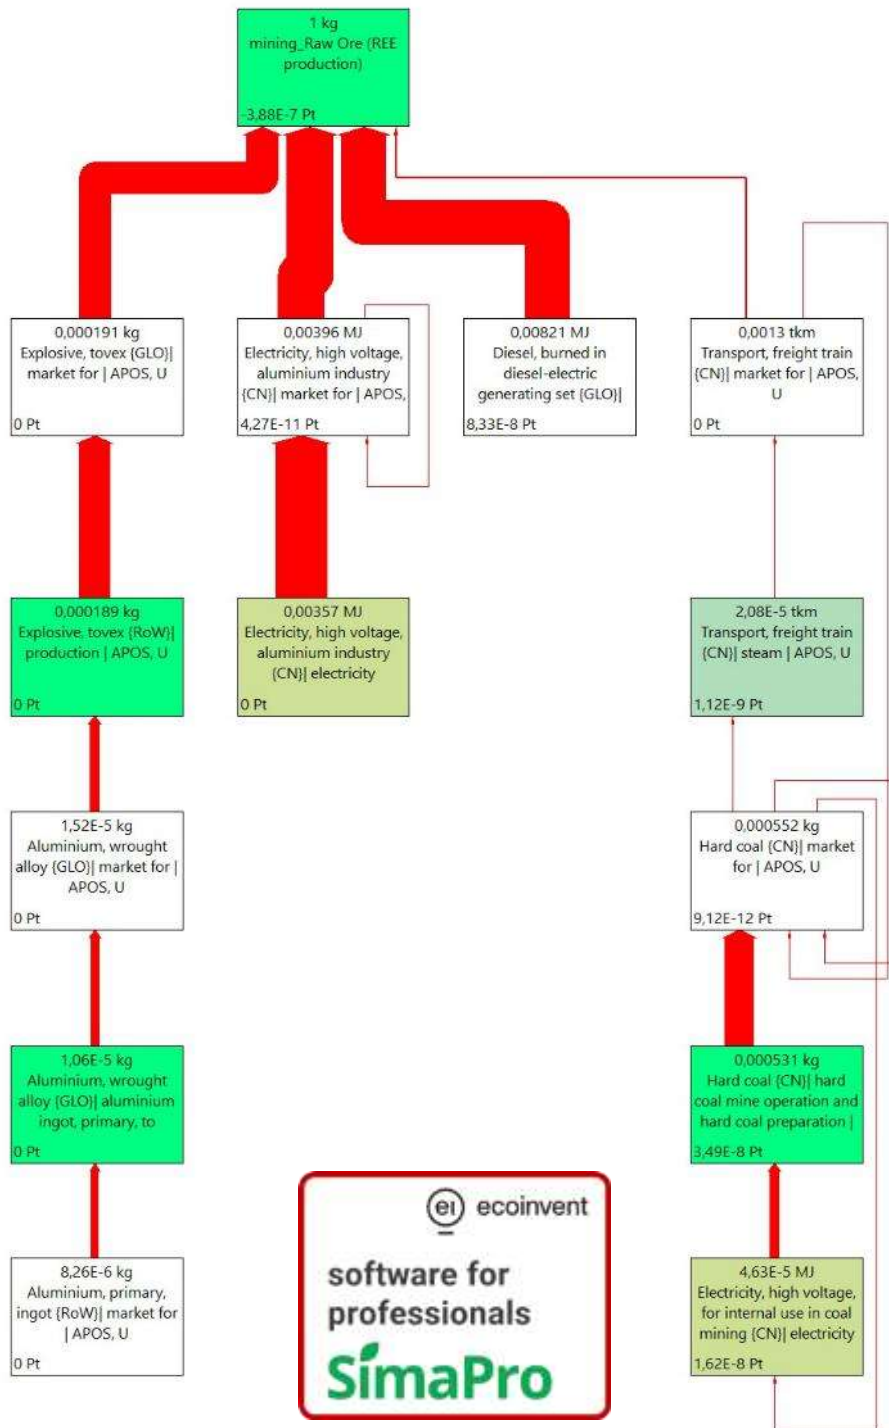 1 kg
mining_Raw Ore (REE
production)
-3,88E-7 Pt
0,000191 kg
Explosive, tovex {GLO}|
market for | APOS, U
0 Pt
0,00396 MJ
Electricity, high voltage,
aluminium industry
{CN}| market for | APOS,
4,27E-11 Pt
0,00821 MJ
Diesel, burned in
diesel-electric
generating set {GLO}|
8,33E-8 Pt
0,0013 tkm
Transport, freight train
{CN}| market for | APOS,
U
0 Pt
0,000189 kg
Explosive, tovex {RoW}|
production | APOS, U
0 Pt
0,00357 MJ
Electricity, high voltage,
aluminium industry
{CN}| electricity
0 Pt
2,08E-5 tkm
Transport, freight train
{CN}| steam | APOS, U
1,12E-9 Pt
1,52E-5 kg
Aluminium, wrought
alloy {GLO}| market for |
APOS, U
0 Pt
0,000552 kg
Hard coal {CN}| market
for | APOS, U
9,12E-12 Pt
1,06E-5 kg
Aluminium, wrought
alloy {GLO}| aluminium
ingot, primary, to
0 Pt
0,000531 kg
Hard coal {CN}| hard
coal mine operation and
hard coal preparation |
3,49E-8 Pt
8,26E-6 kg
Aluminium, primary,
ingot {RoW}| market for
| APOS, U
0 Pt
4,63E-5 MJ
Electricity, high voltage,
for internal use in coal
mining {CN}| electricity
1,62E-8 Pt
ei ecoinvent
software for
professionals
SimaPro